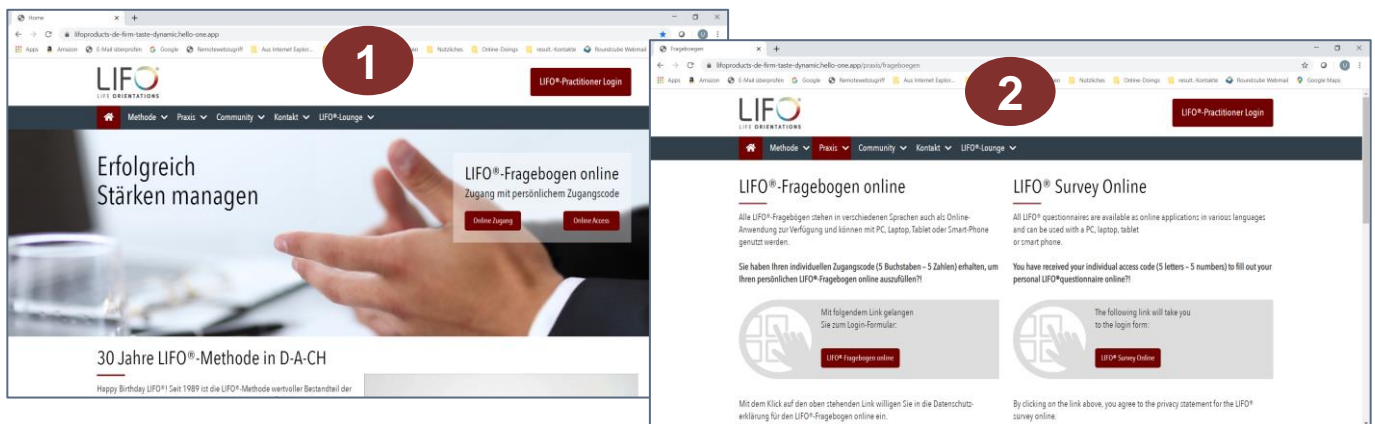 Home
lifoproducts-de-firm-taste-dynamic.hello-one.app
Apps Amazon E-Mail überprüfen Google Remotewebzugriff Aus Internet Explor... Nützliches Online-Doings result.-Kontakte Roundcube Webmail
1
LIFO
LIFE ORIENTATIONS
LIFO®-Practitioner Login
Methode Praxis Community Kontakt LIFO®-Lounge
Erfolgreich
Stärken managen
LIFO®-Fragebogen online
Zugang mit persönlichem Zugangscode
Online Zugang Online Access
30 Jahre LIFO®-Methode in D-A-CH
Happy Birthday LIFO®! Seit 1989 ist die LIFO®-Methode wertvoller Bestandteil der
Fragebogen
lifoproducts-de-firm-taste-dynamic.hello-one.app/praxis/frageboegen
Apps Amazon E-Mail überprüfen Google Remotewebzugriff Aus Internet Explor... Nützliches Online-Doings result.-Kontakte Roundcube Webmail Google Maps
2
LIFO
LIFE ORIENTATIONS
LIFO®-Practitioner Login
Methode Praxis Community Kontakt LIFO®-Lounge
LIFO®-Fragebogen online
Alle LIFO®-Fragebögen stehen in verschiedenen Sprachen auch als Online-
Anwendung zur Verfügung und können mit PC, Laptop, Tablet oder Smart-Phone
genutzt werden.
Sie haben Ihren individuellen Zugangscode (5 Buchstaben – 5 Zahlen) erhalten, um
Ihren persönlichen LIFO®-Fragebogen online auszufüllen?!
Mit folgendem Link gelangen
Sie zum Login-Formular:
LIFO®-Fragebogen online
Mit dem Klick auf den oben stehenden Link willigen Sie in die Datenschutz-
erklärung für den LIFO®-Fragebogen online ein.
LIFO® Survey Online
All LIFO® questionnaires are available as online applications in various languages
and can be used with a PC, laptop, tablet
or smart phone.
You have received your individual access code (5 letters – 5 numbers) to fill out your
personal LIFO®questionnaire online?!
The following link will take you
to the login form:
LIFO® Survey Online
By clicking on the link above, you agree to the privacy statement for the LIFO®
survey online.